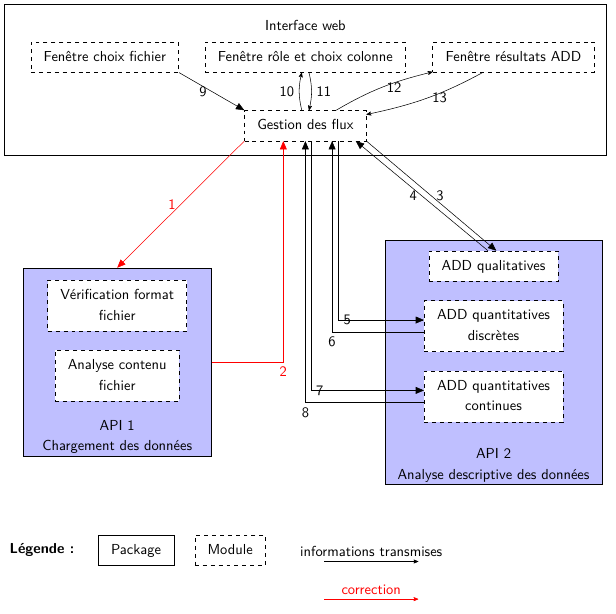 Interface web
Fenêtre choix fichier
Fenêtre rôle et choix colonne
Fenêtre résultats ADD
9
10
11
12
13
Gestion des flux
1
4
3
ADD qualitatives
Vérification format
fichier
ADD quantitatives
discrètes
5
6
Analyse contenu
fichier
2
7
8
ADD quantitatives
continues
API 1
Chargement des données
API 2
Analyse descriptive des données
Légende :
Package
Module
informations transmises
correction